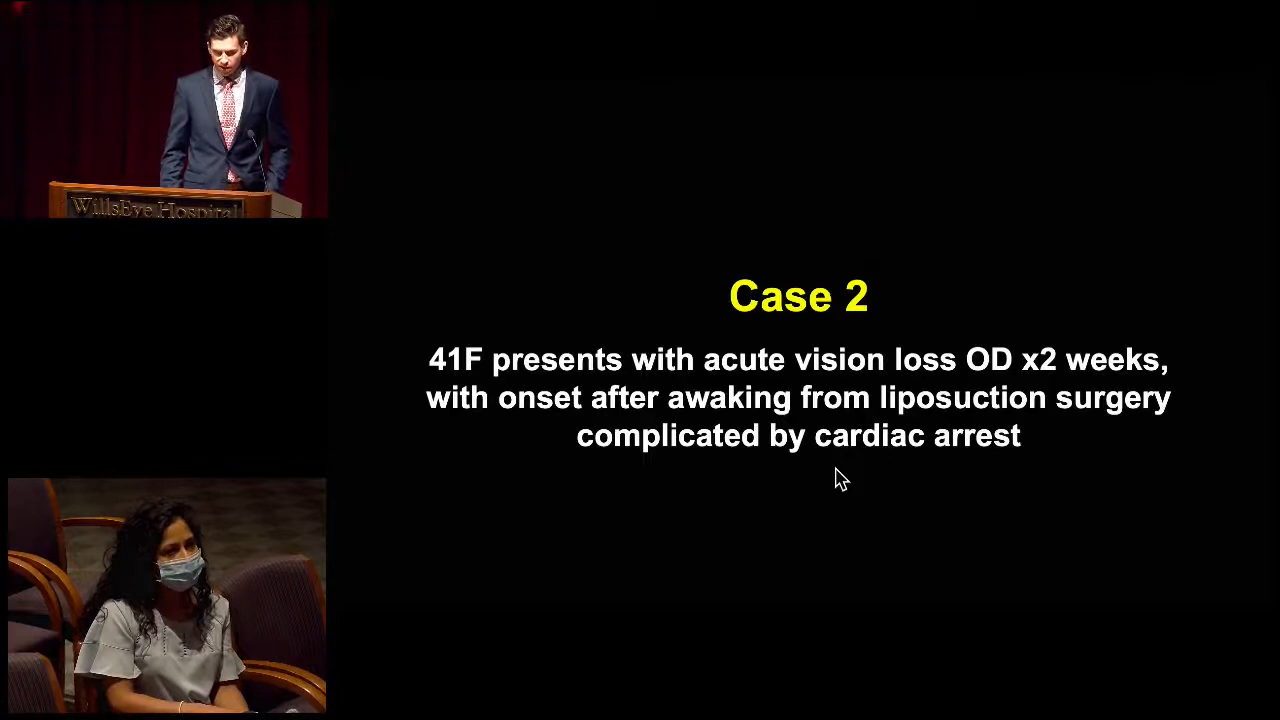 WillsEye Hospital
Case 2
41F presents with acute vision loss OD x2 weeks,
with onset after awaking from liposuction surgery
complicated by cardiac arrest